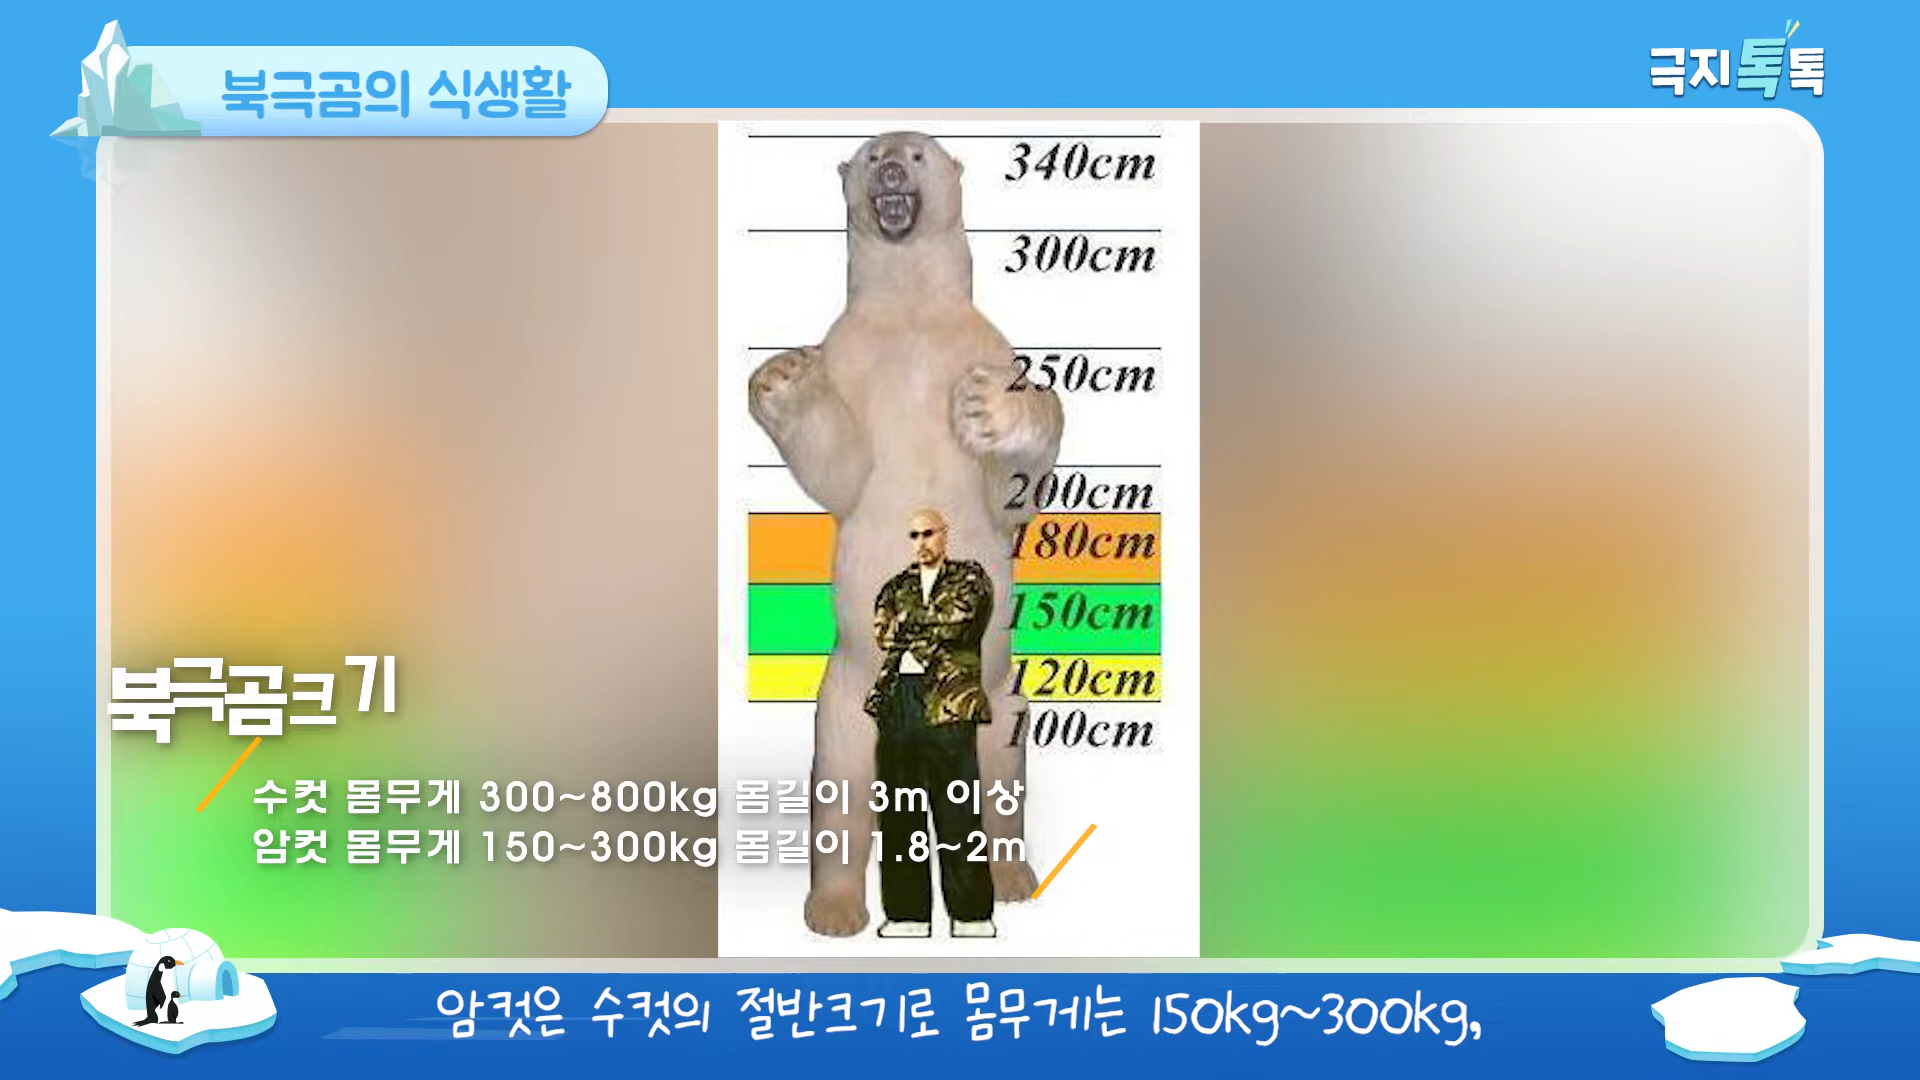 북극곰의 식생활
극지톡톡
340cm
300cm
250cm
200cm
180cm
150cm
120cm
100cm
북극곰크기
수컷 몸무게 300~800kg 몸길이 3m 이상
암컷 몸무게 150~300kg 몸길이 1.8~2m
암컷은 수컷의 절반크기로 몸무게는 150kg~300kg,